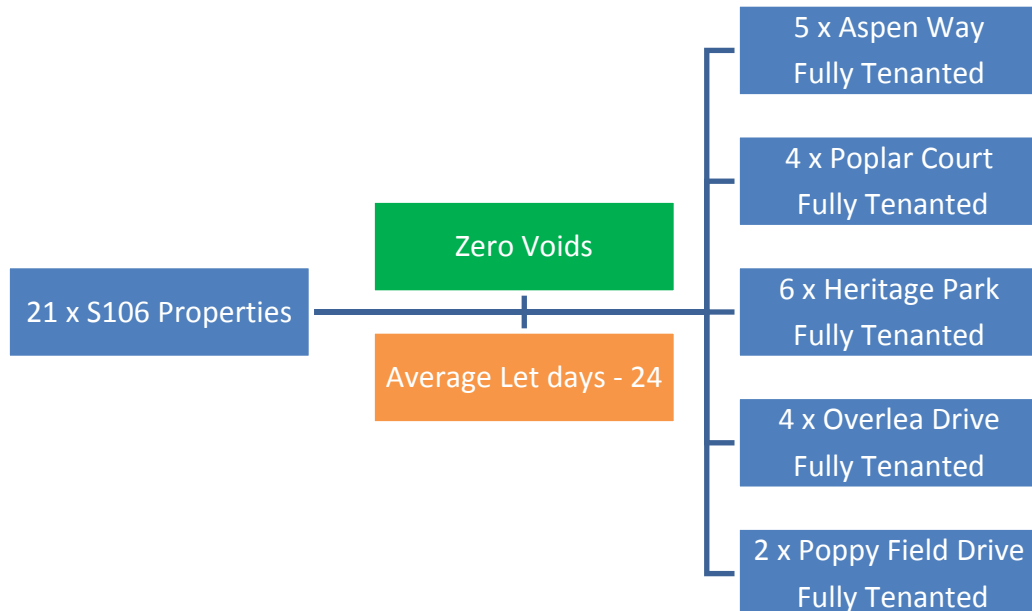 21 x S106 Properties
Zero Voids
Average Let days - 24
5 x Aspen Way
Fully Tenanted
4 x Poplar Court
Fully Tenanted
6 x Heritage Park
Fully Tenanted
4 x Overlea Drive
Fully Tenanted
2 x Poppy Field Drive
Fully Tenanted